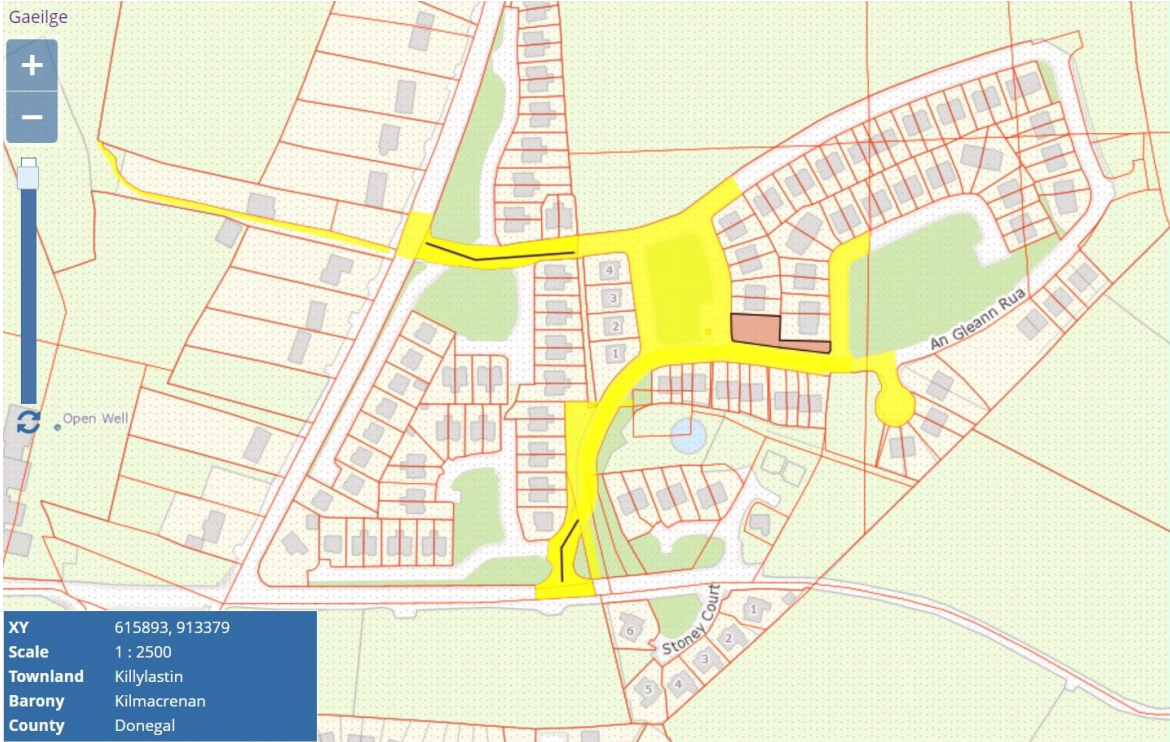 Gaeilge
+
−
4
3
2
1
An Gleann Rua
Open Well
Stoney Court
1
2
3
4
5
6
XY 615893, 913379
Scale 1 : 2500
Townland Killylastin
Barony Kilmacrenan
County Donegal